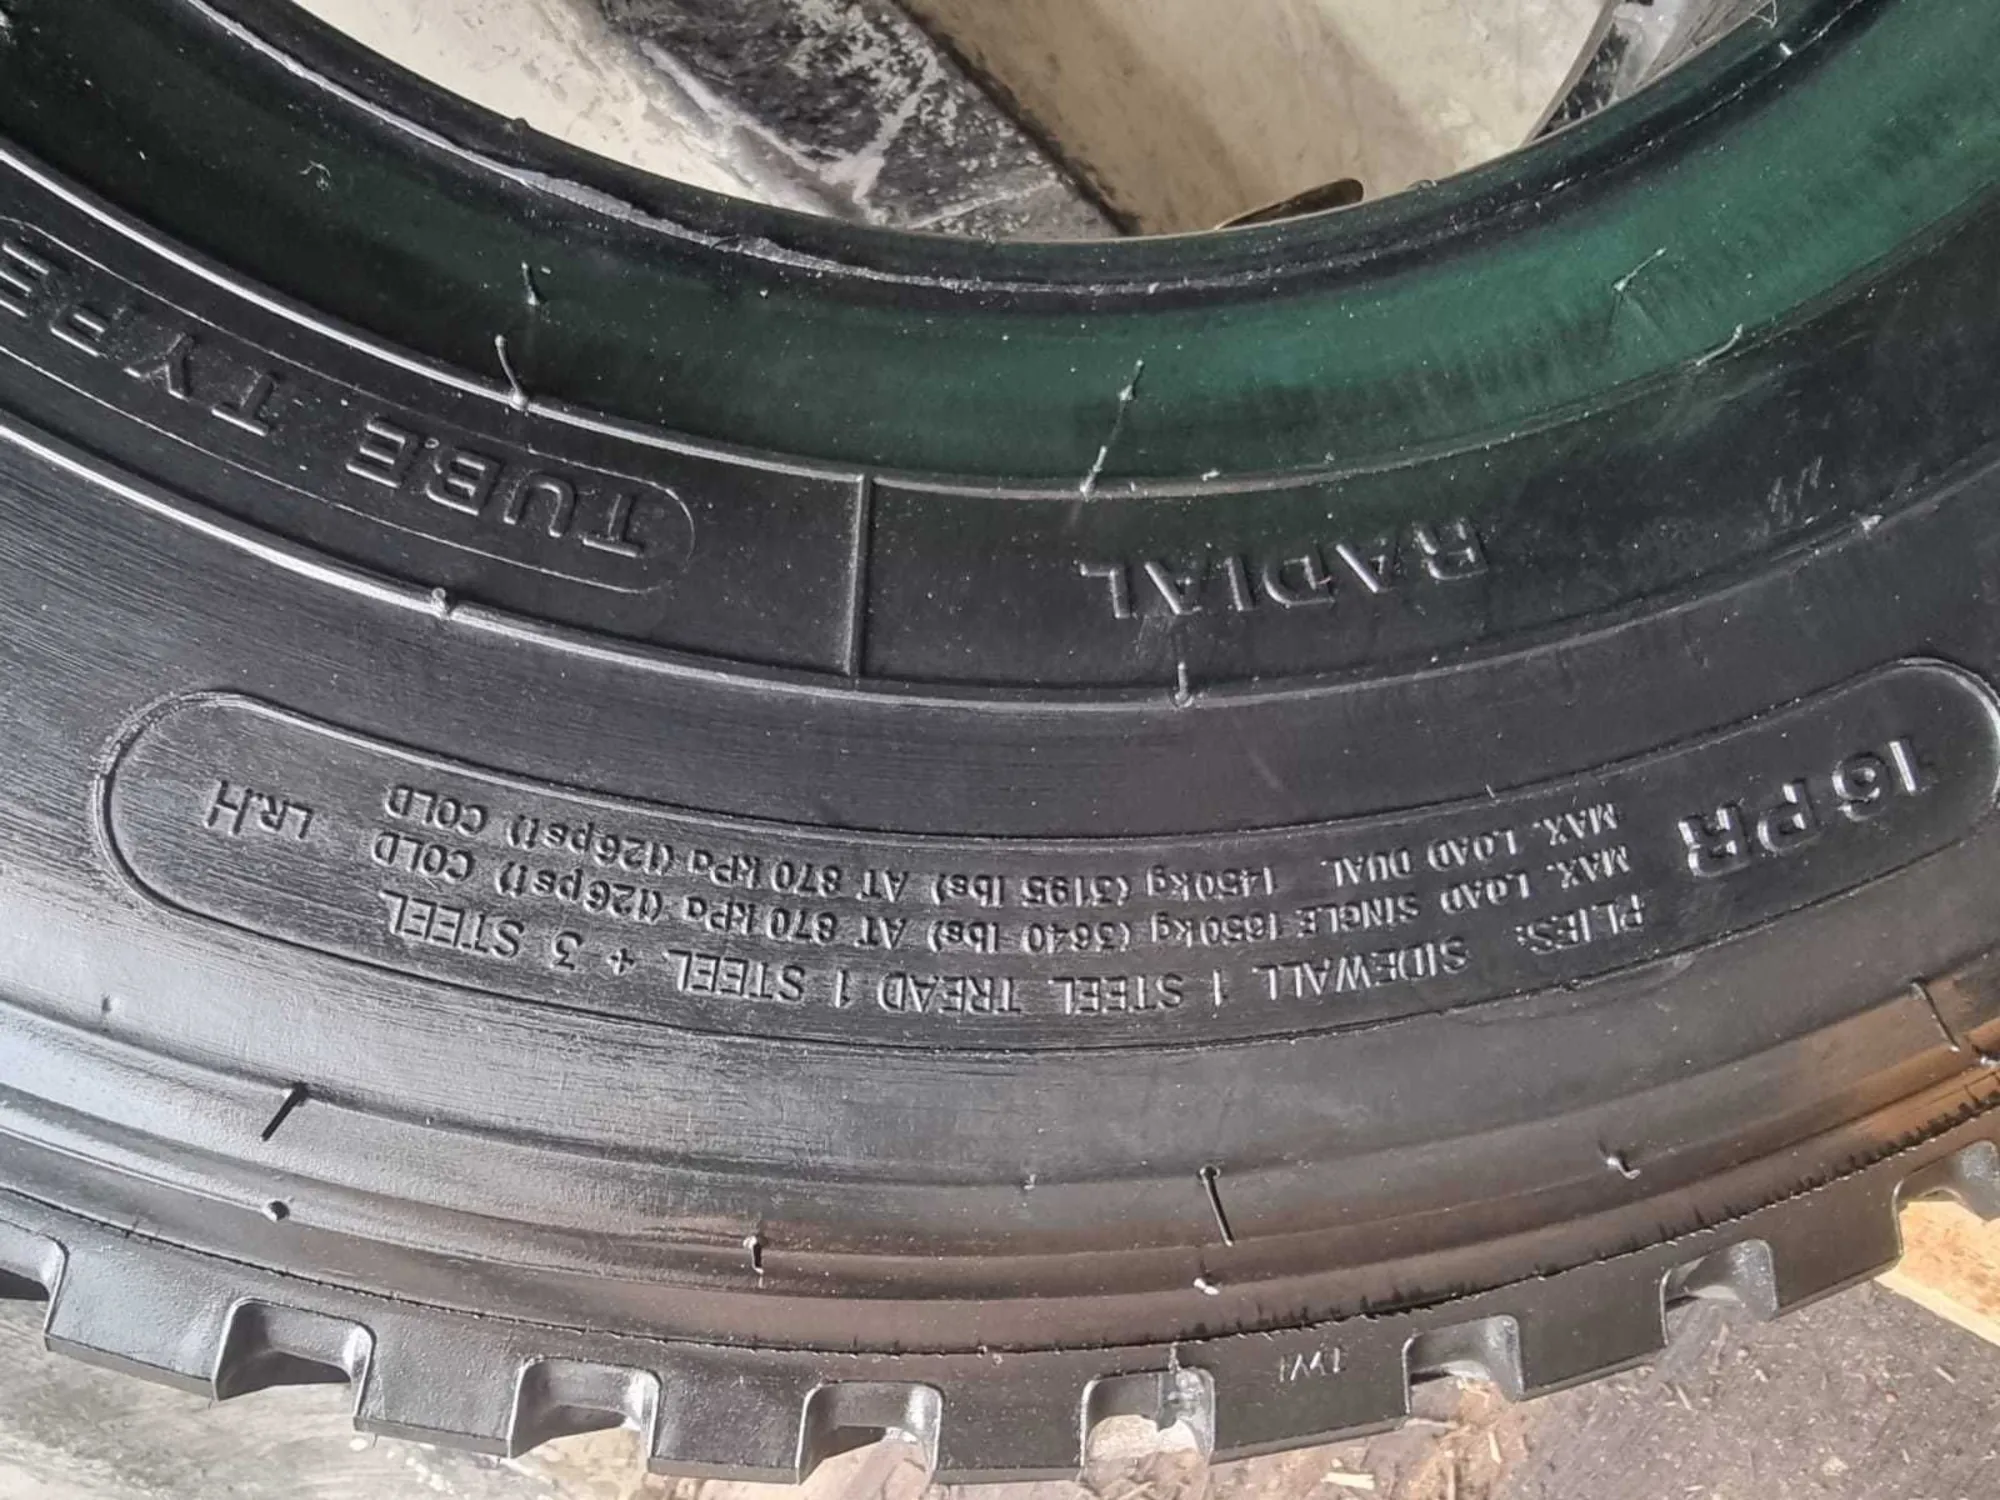 TWI
16PR
PLIES: SIDEWALL 1 STEEL TREAD 1 STEEL + 3 STEEL
MAX. LOAD SINGLE 1650kg (3640 lbs) AT 870 kPa (126psi) COLD
MAX. LOAD DUAL 1450kg (3195 lbs) AT 870 kPa (126psi) COLD
LR.H
RADIAL
TUBE TYPE